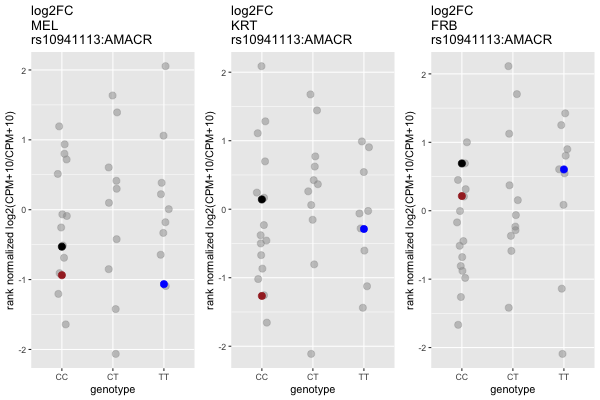 log2FC
MEL
rs10941113:AMACR
rank normalized log2(CPM+10/CPM+10)
2
1
0
-1
-2
CC
CT
TT
genotype
log2FC
KRT
rs10941113:AMACR
rank normalized log2(CPM+10/CPM+10)
2
1
0
-1
-2
CC
CT
TT
genotype
log2FC
FRB
rs10941113:AMACR
rank normalized log2(CPM+10/CPM+10)
2
1
0
-1
-2
CC
CT
TT
genotype